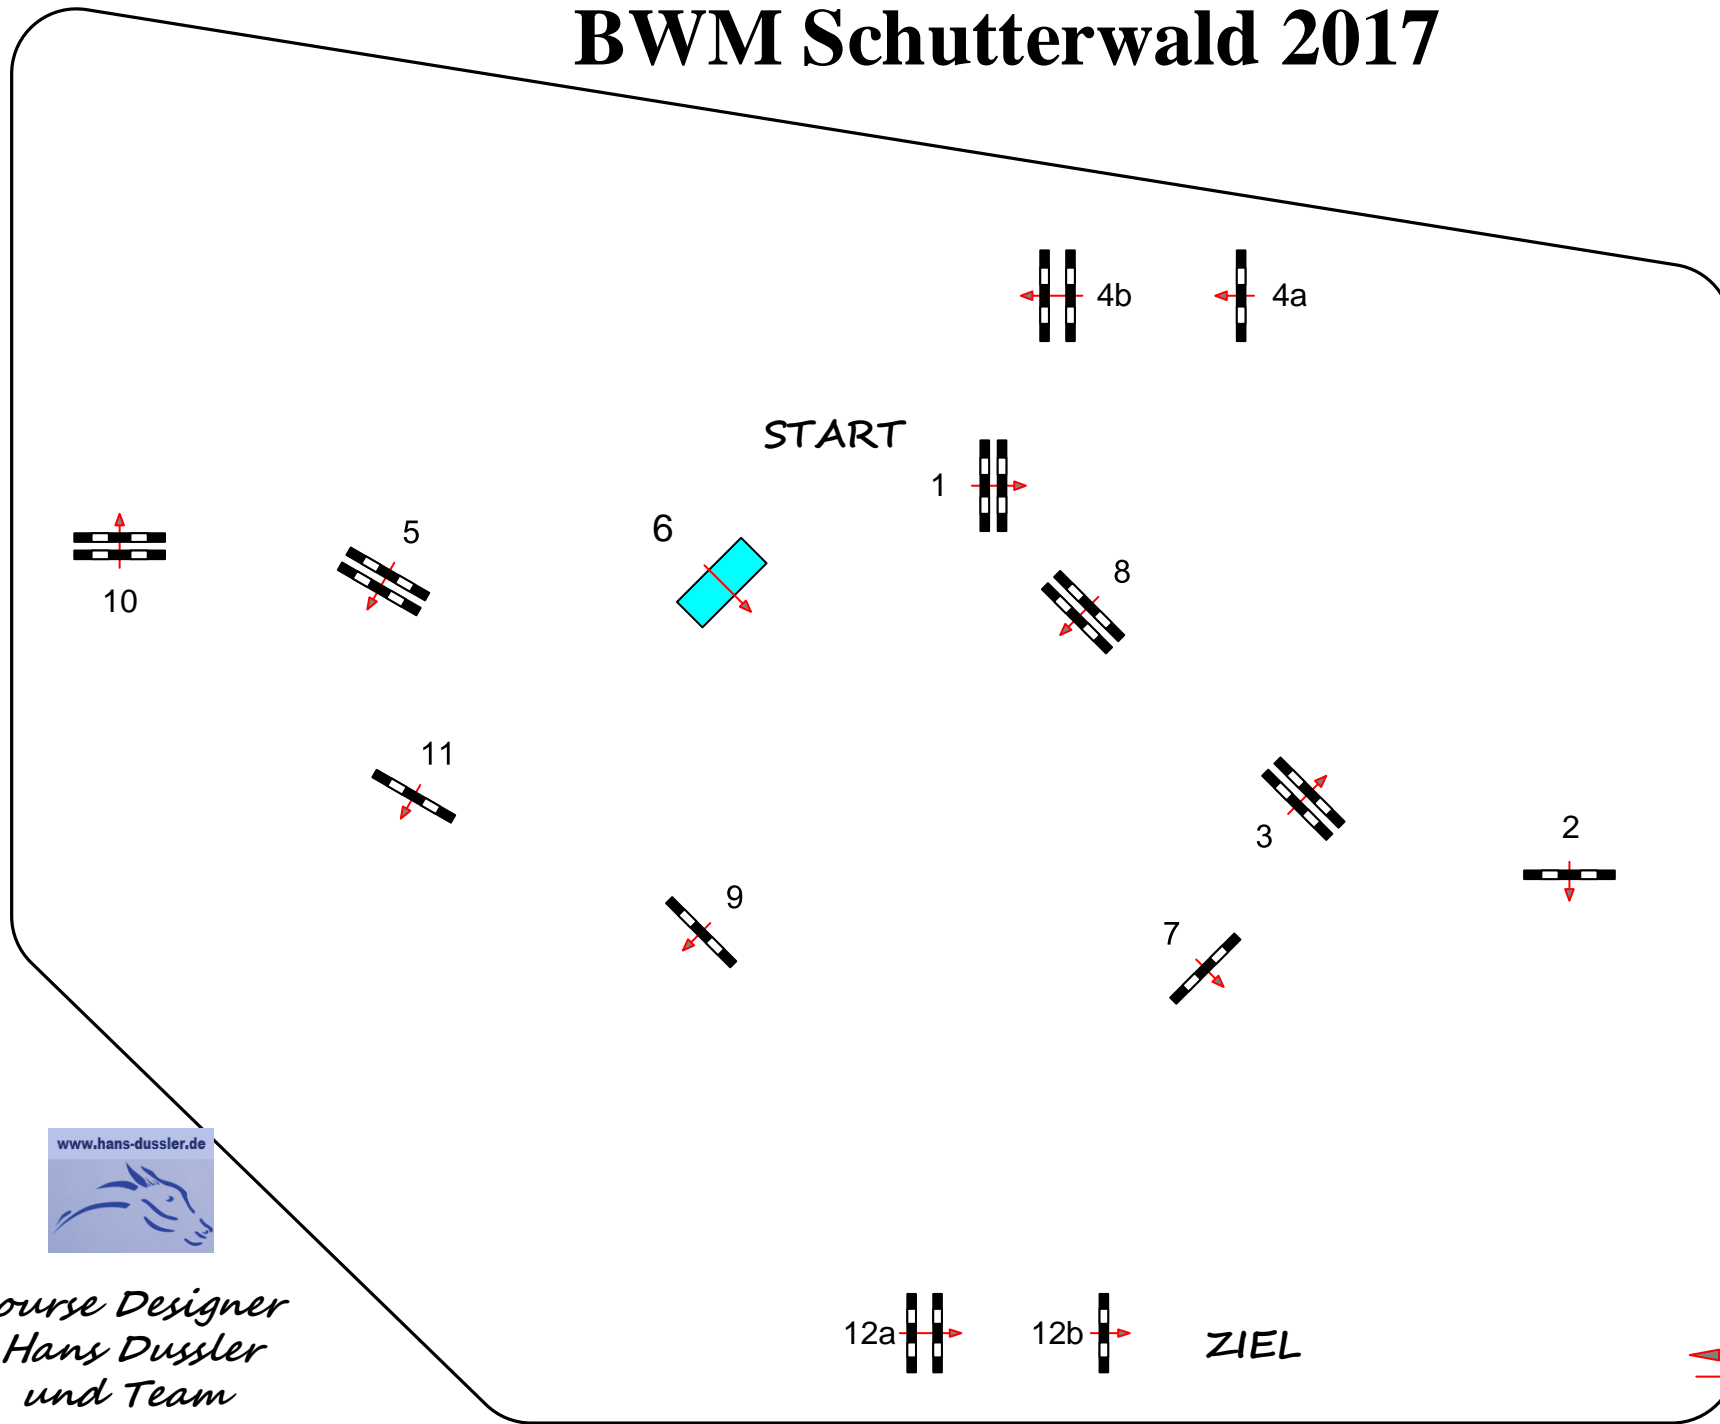 BWM Schutterwald 2017
4b
4a
START
1
5
6
8
10
11
3
2
9
7
www.hans-dussler.de
ourse Designer
Hans Dussler
und Team
12a
12b
ZIEL